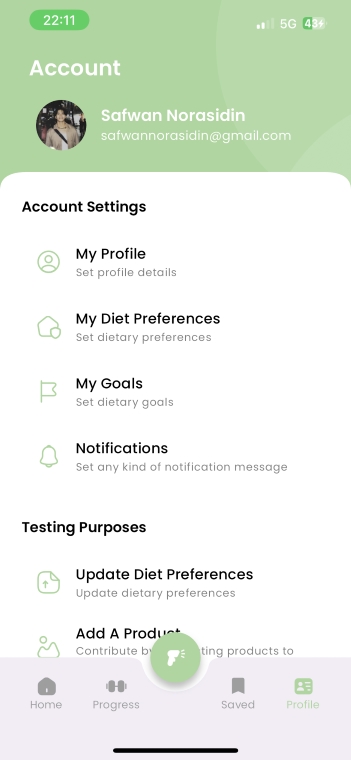 22:11
5G
43
Account
Safwan Norasidin
safwannorasidin@gmail.com
Account Settings
My Profile
Set profile details
My Diet Preferences
Set dietary preferences
My Goals
Set dietary goals
Notifications
Set any kind of notification message
Testing Purposes
Update Diet Preferences
Update dietary preferences
Add A Product
Contribute by ting products to
Home
Progress
Saved
Profile